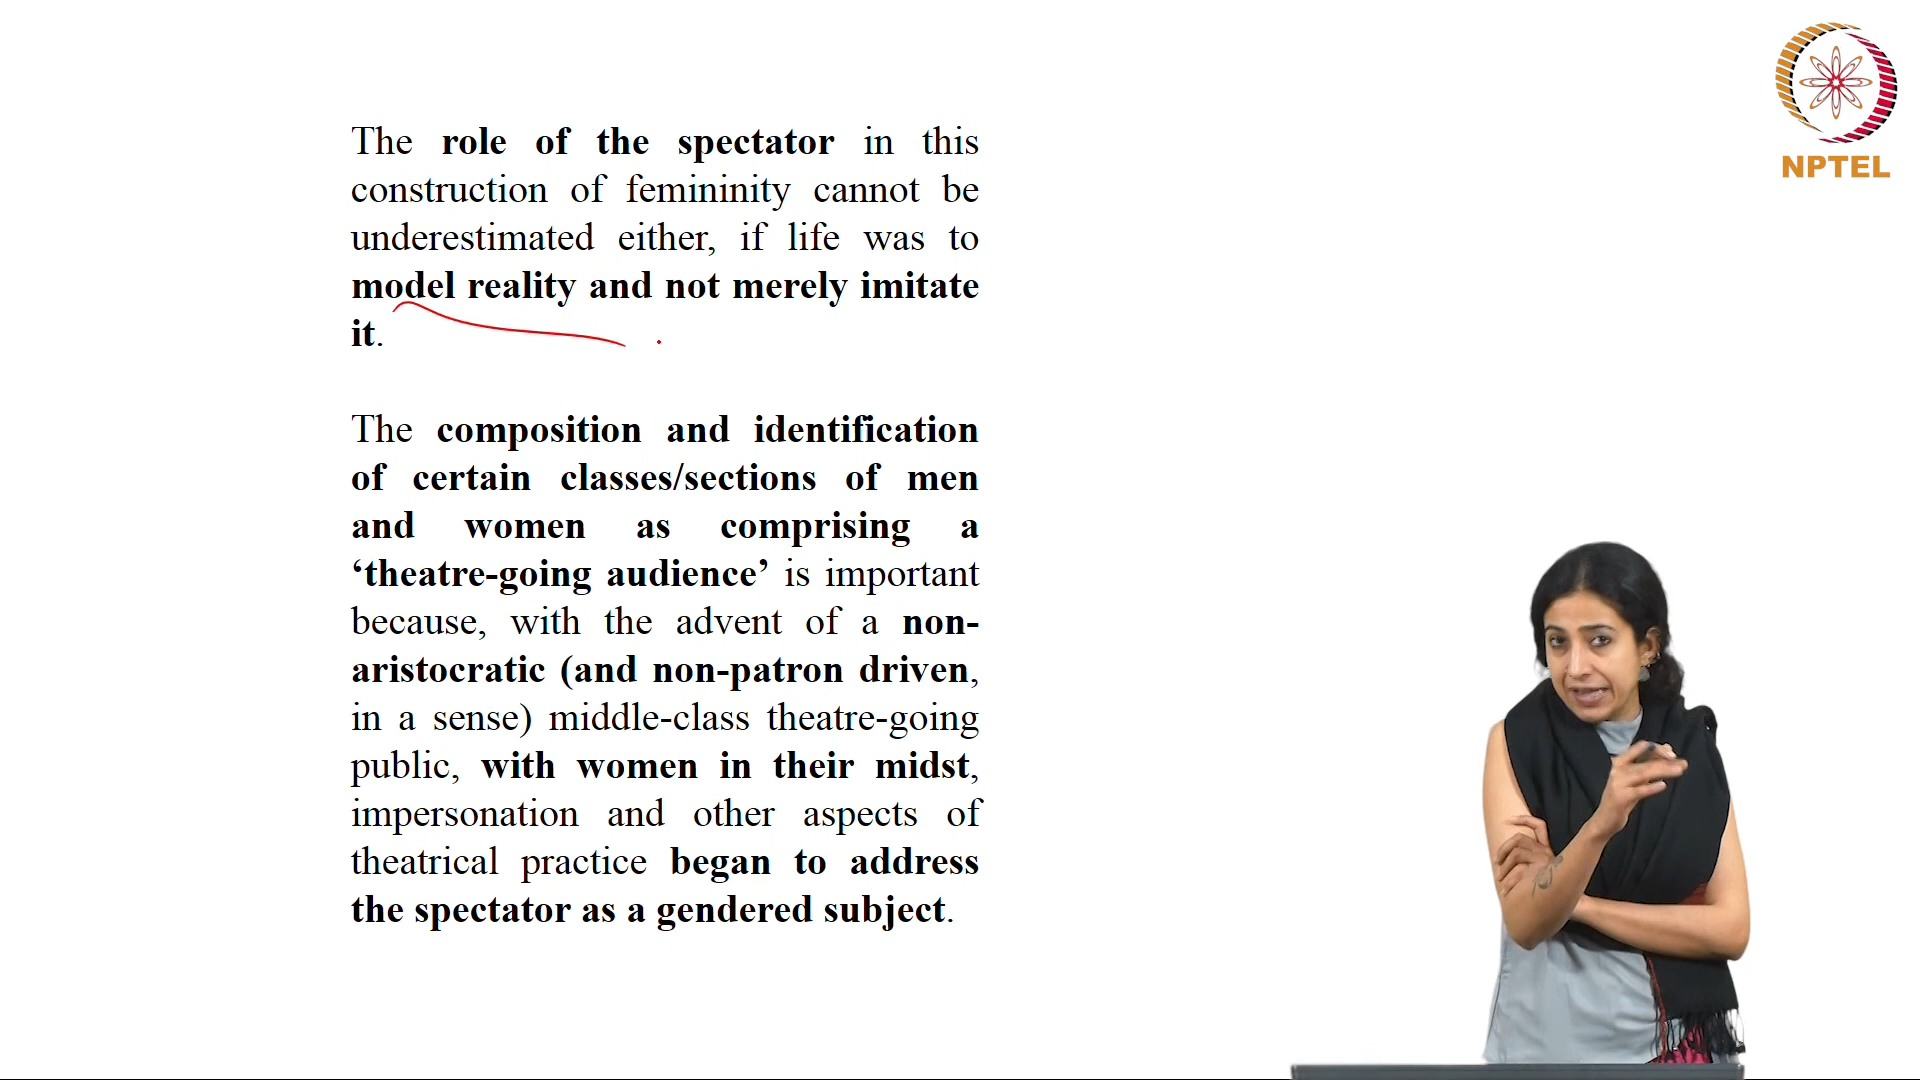 NPTEL
The role of the spectator in this
construction of femininity cannot be
underestimated either, if life was to
model reality and not merely imitate
it.
The composition and identification
of certain classes/sections of men
and women as comprising a
‘theatre-going audience’ is important
because, with the advent of a non-
aristocratic (and non-patron driven,
in a sense) middle-class theatre-going
public, with women in their midst,
impersonation and other aspects of
theatrical practice began to address
the spectator as a gendered subject.